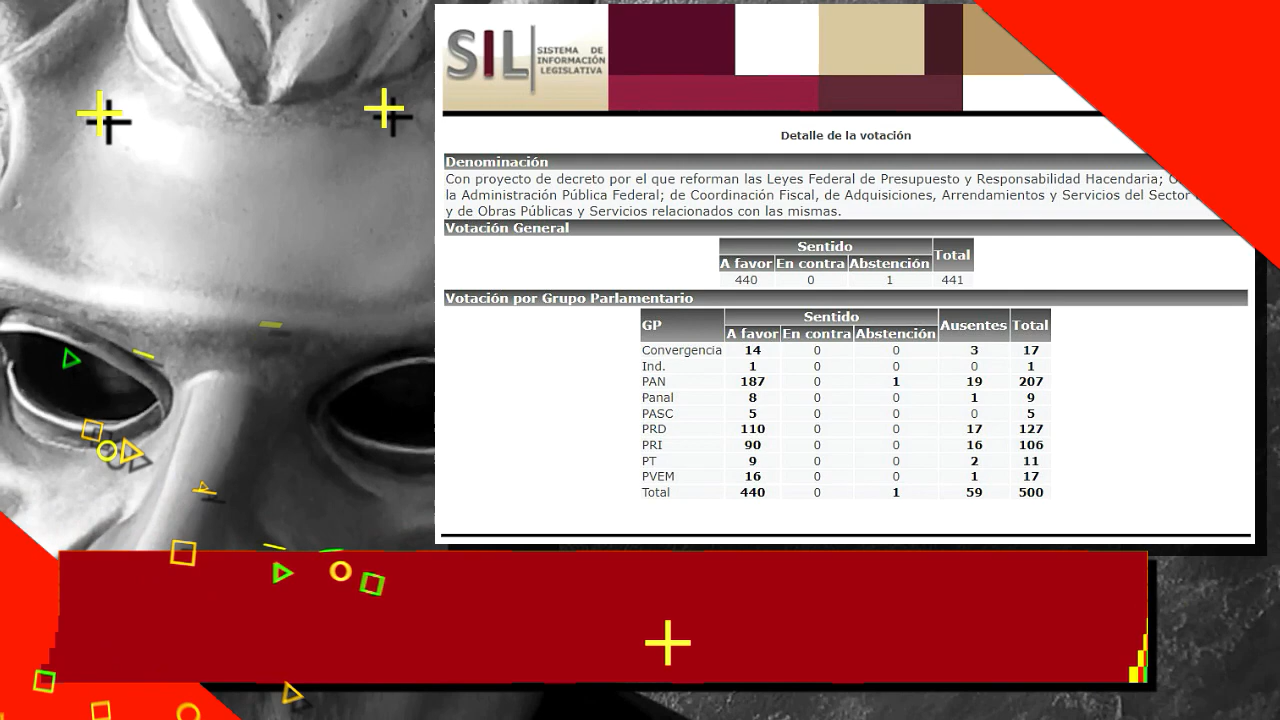 SIL
SISTEMA DE
INFORMACIÓN
LEGISLATIVA
Detalle de la votación
Denominación
Con proyecto de decreto por el que reforman las Leyes Federal de Presupuesto y Responsabilidad Hacendaria;
la Administración Pública Federal; de Coordinación Fiscal, de Adquisiciones, Arrendamientos y Servicios del Sector
y de Obras Públicas y Servicios relacionados con las mismas.
Votación General
Sentido Total
A favor En contra Abstención
440 0 1 441
Votación por Grupo Parlamentario
GP Sentido Ausentes Total
A favor En contra Abstención
Convergencia 14 0 0 3 17
Ind. 1 0 0 0 1
PAN 187 0 1 19 207
Panal 8 0 0 1 9
PASC 5 0 0 0 5
PRD 110 0 0 17 127
PRI 90 0 0 16 106
PT 9 0 0 2 11
PVEM 16 0 0 1 17
Total 440 0 1 59 500